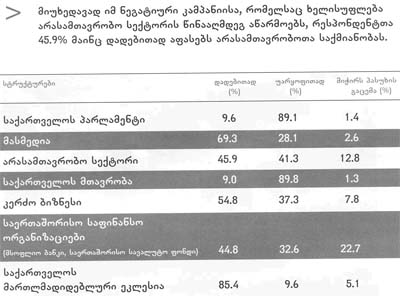 > მიუხედავად იმ ნეგატიური კამპანიისა, რომელსაც ხელისუფლება
არასამთავრობო სექტორის წინააღმდეგ აწარმოებს, რესპონდენტთა
45.9% მაინც დადებითად აფასებს არასამთავრობოთა საქმიანობას.
სტრუქტურები დადებითად (%) უარყოფითად (%) მიჭირს პასუხის გაცემა (%)
საქართველოს პარლამენტი 9.6 89.1 1.4
მასმედია 69.3 28.1 2.6
არასამთავრობო სექტორი 45.9 41.3 12.8
საქართველოს მთავრობა 9.0 89.8 1.3
კერძო ბიზნესი 54.8 37.3 7.8
საერთაშორისო საფინანსო
ორგანიზაციები
(მსოფლიო ბანკი, საერთაშორისო სავალუტო ფონდი) 44.8 32.6 22.7
საქართველოს
მართლმადიდებლური ეკლესია 85.4 9.6 5.1